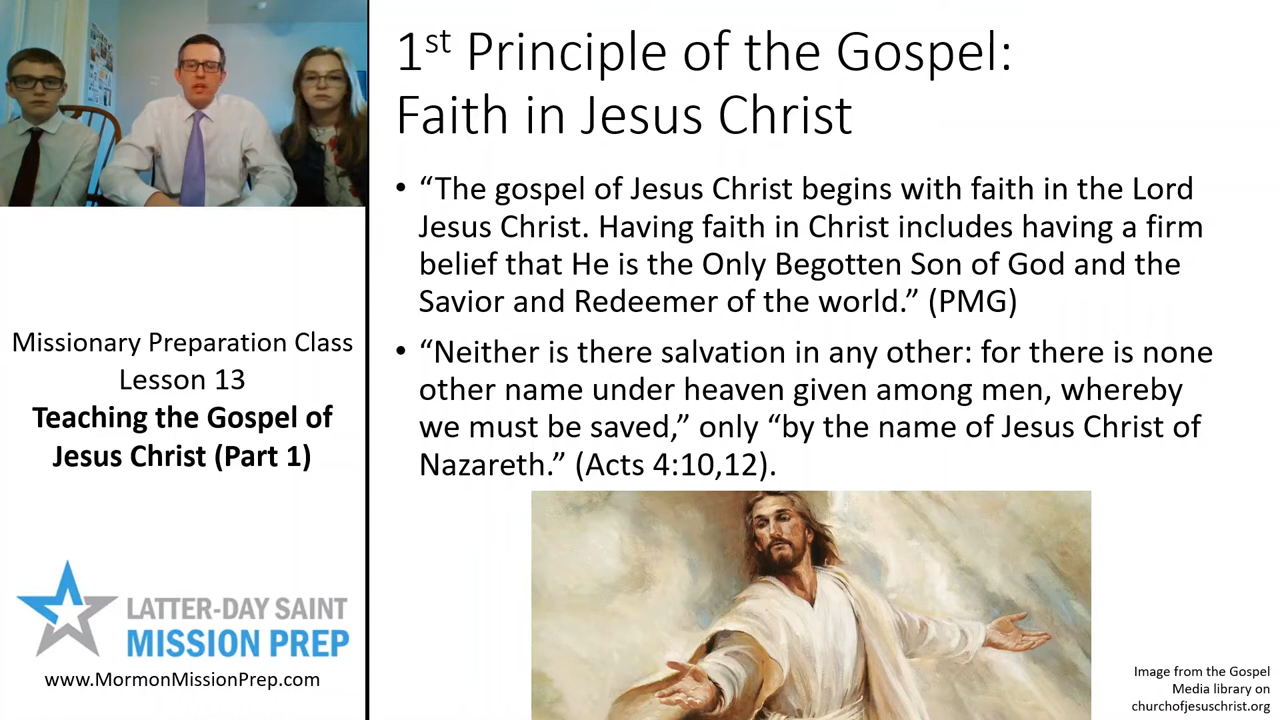 1st Principle of the Gospel:
Faith in Jesus Christ
• “The gospel of Jesus Christ begins with faith in the Lord
Jesus Christ. Having faith in Christ includes having a firm
belief that He is the Only Begotten Son of God and the
Savior and Redeemer of the world.” (PMG)
• “Neither is there salvation in any other: for there is none
other name under heaven given among men, whereby
we must be saved,” only “by the name of Jesus Christ of
Nazareth.” (Acts 4:10,12).
Missionary Preparation Class
Lesson 13
Teaching the Gospel of
Jesus Christ (Part 1)
LATTER-DAY SAINT
MISSION PREP
www.MormonMissionPrep.com
Image from the Gospel
Media library on
churchofjesuschrist.org